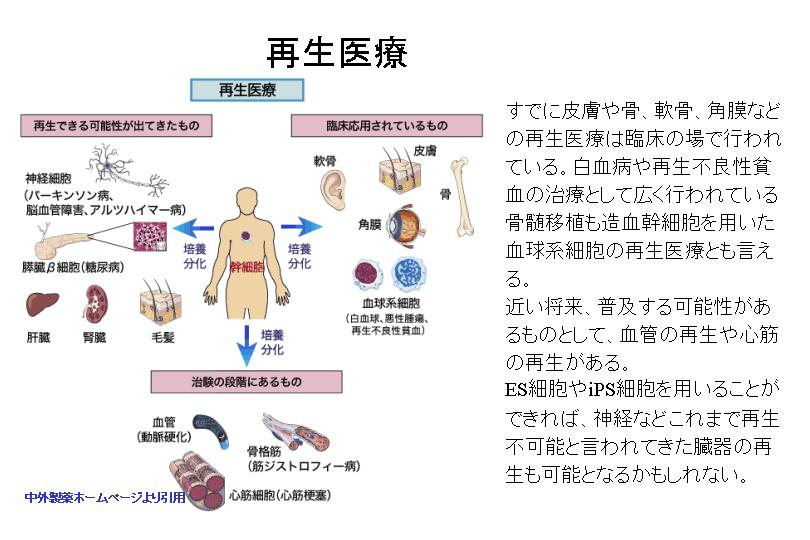 再生医療
再生医療
再生できる可能性が出てきたもの
神経細胞
(パーキンソン病、
脳血管障害、アルツハイマー病)
膵臓β細胞(糖尿病)
肝臓
腎臓
毛髪
培養
分化
幹細胞
培養
分化
臨床応用されているもの
軟骨
皮膚
骨
角膜
血球系細胞
(白血球、悪性腫瘍、
再生不良性貧血)
培養
分化
治験の段階にあるもの
血管
(動脈硬化)
骨格筋
(筋ジストロフィー病)
心筋細胞(心筋梗塞)
中外製薬ホームページより引用
すでに皮膚や骨、軟骨、角膜など
の再生医療は臨床の場で行われ
ている。白血病や再生不良性貧
血の治療として広く行われている
骨髄移植も造血幹細胞を用いた
血球系細胞の再生医療とも言え
る。
近い将来、普及する可能性があ
るものとして、血管の再生や心筋
の再生がある。
ES細胞やiPS細胞を用いることが
できれば、神経などこれまで再生
不可能と言われてきた臓器の再
生も可能となるかもしれない。